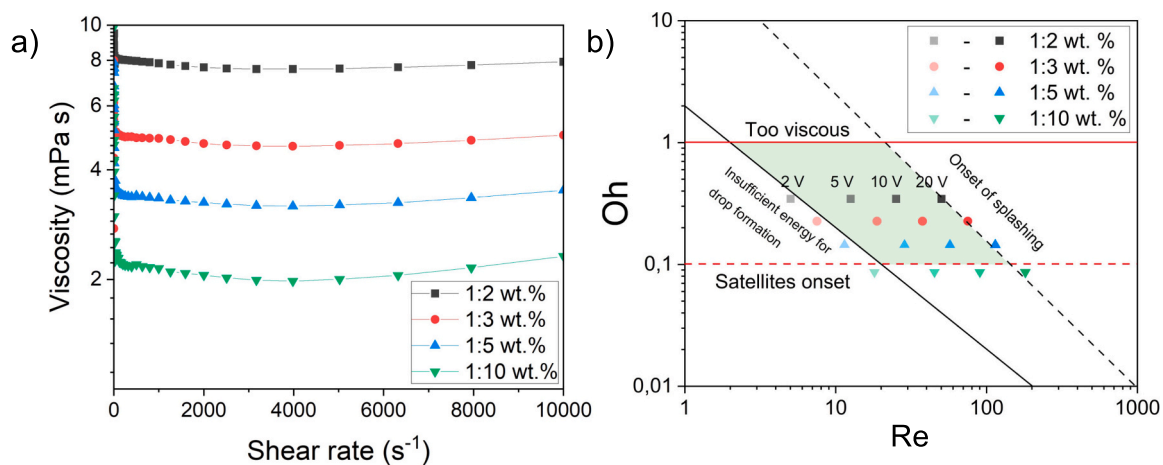 a)
10
8
6
4
2
Viscosity (mPa s)
0
2000
4000
6000
8000
10000
Shear rate (s⁻¹)
1:2 wt.%
1:3 wt.%
1:5 wt.%
1:10 wt.%
b)
10
1
0,1
0,01
Oh
1
10
100
1000
Re
- 1:2 wt. %
- 1:3 wt. %
- 1:5 wt. %
- 1:10 wt. %
Too viscous
2 V
5 V
10 V
20 V
Insufficient energy for
drop formation
Onset of splashing
Satellites onset